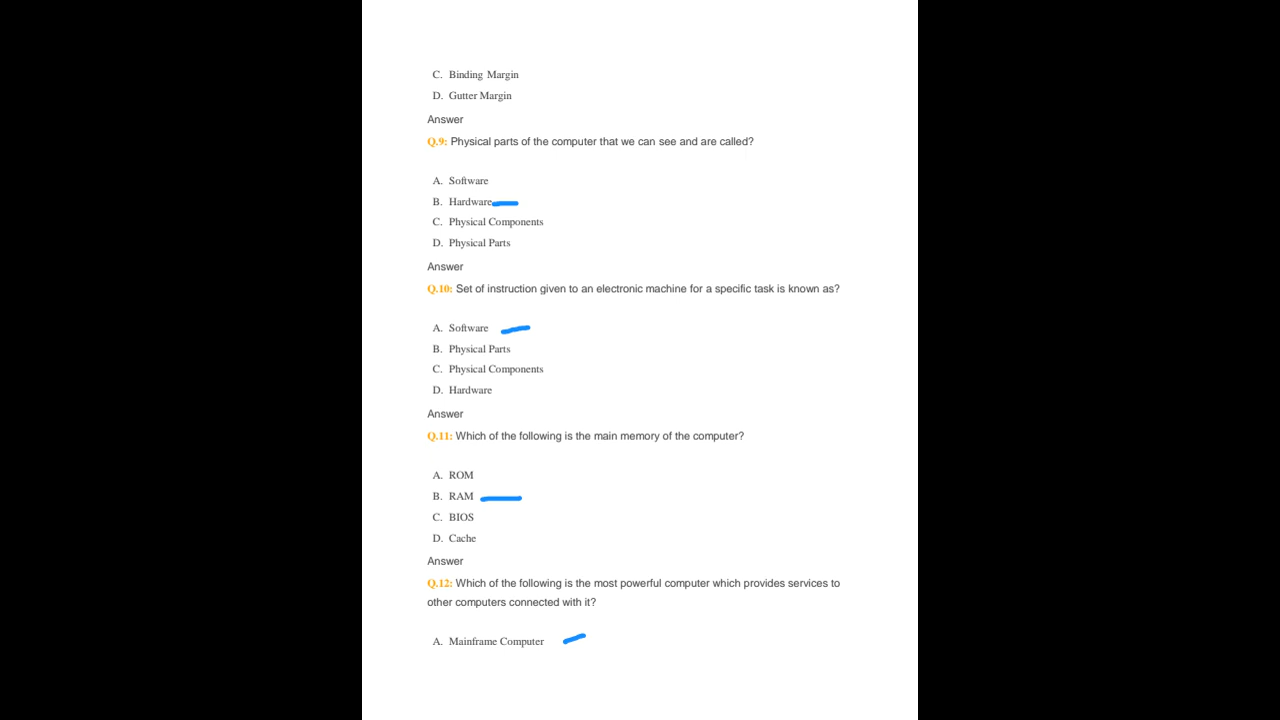 C. Binding Margin
D. Gutter Margin
Answer
Q.9: Physical parts of the computer that we can see and are called?
A. Software
B. Hardware
C. Physical Components
D. Physical Parts
Answer
Q.10: Set of instruction given to an electronic machine for a specific task is known as?
A. Software
B. Physical Parts
C. Physical Components
D. Hardware
Answer
Q.11: Which of the following is the main memory of the computer?
A. ROM
B. RAM
C. BIOS
D. Cache
Answer
Q.12: Which of the following is the most powerful computer which provides services to
other computers connected with it?
A. Mainframe Computer